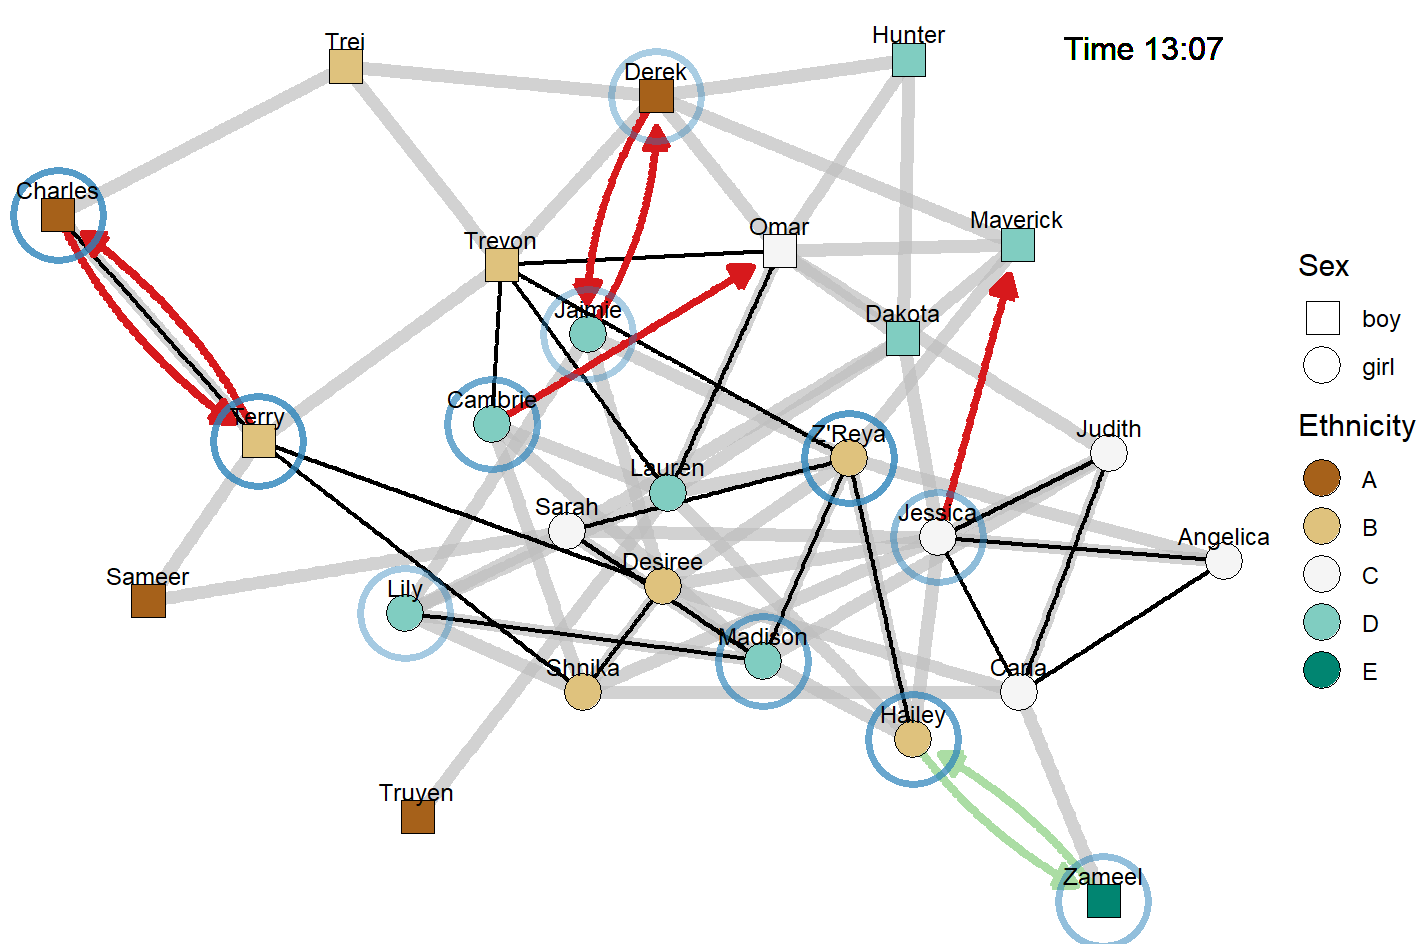 Trei
Hunter
Time 13:07
Derek
Charles
Maverick
Omar
Trevon
Sex
Jaimie
Dakota
boy
girl
Cambrie
Terry
Z'Reya
Judith
Ethnicity
Lauren
A
Sarah
Jessica
B
Angelica
Desiree
Sameer
C
Lily
D
Madison
Shnika
Carla
E
Hailey
Truyen
Zameel